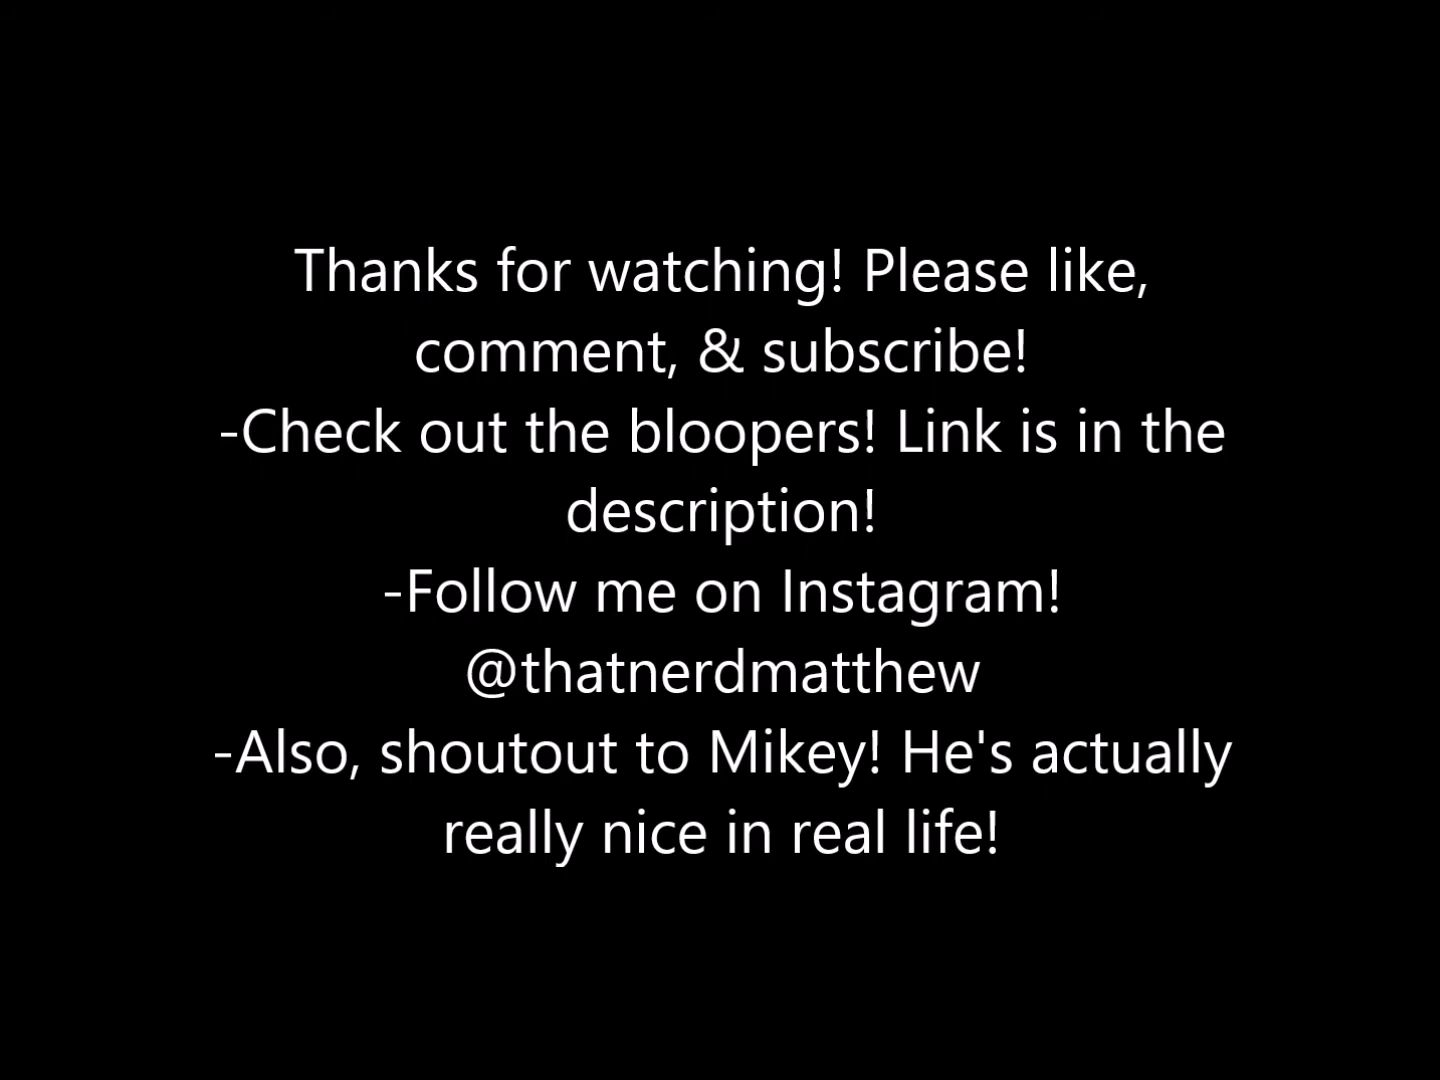 Thanks for watching! Please like,
comment, & subscribe!
-Check out the bloopers! Link is in the
description!
-Follow me on Instagram!
@thatnerdmatthew
-Also, shoutout to Mikey! He's actually
really nice in real life!